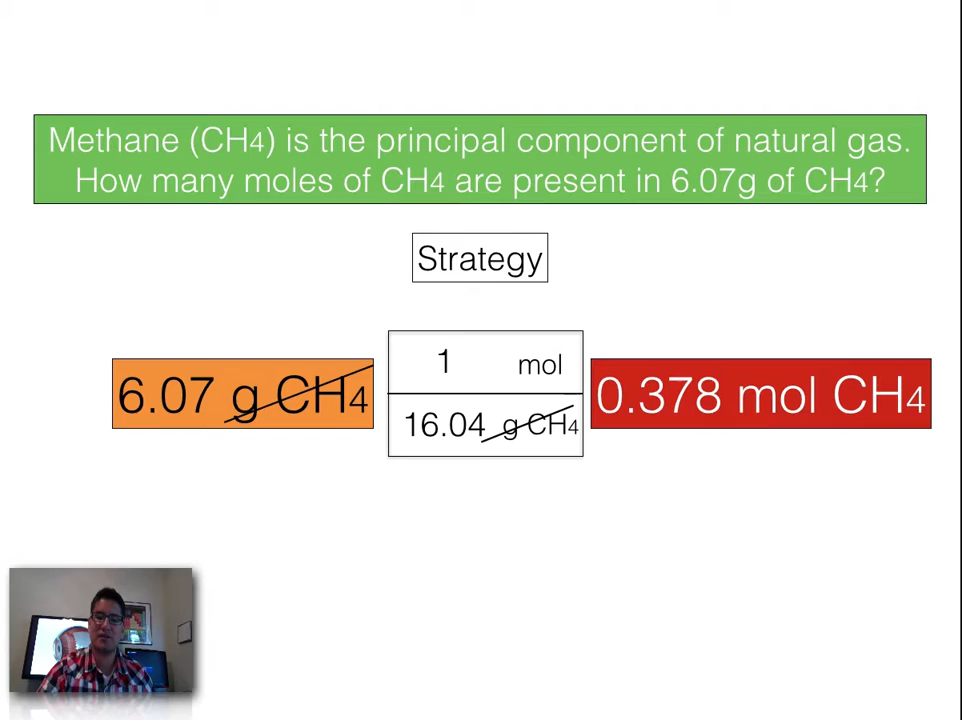 Methane (CH4) is the principal component of natural gas.
How many moles of CH4 are present in 6.07g of CH4?
Strategy
6.07 g CH4
1 mol
16.04 g CH4
0.378 mol CH4